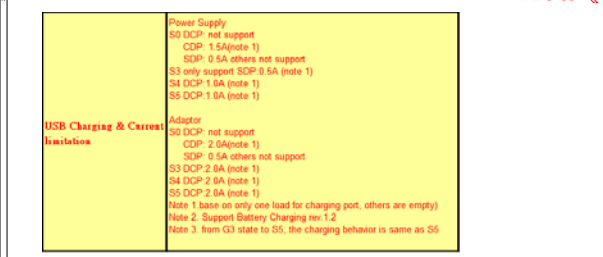 Power Supply
S0 DCP: not support
CDP: 1.5A(note 1)
SDP: 0.5A others not support
S3 only support SDP:0.5A (note 1)
S4 DCP:1.0A (note 1)
S5 DCP:1.0A (note 1)
USB Charging & Current
limitation
Adaptor
S0 DCP: not support
CDP: 2.0A(note 1)
SDP: 0.5A others not support
S3 DCP:2.0A (note 1)
S4 DCP:2.0A (note 1)
S5 DCP:2.0A (note 1)
Note 1.base on only one load for charging port, others are empty)
Note 2. Support Battery Charging rev.1.2
Note 3. from G3 state to S5, the charging behavior is same as S5